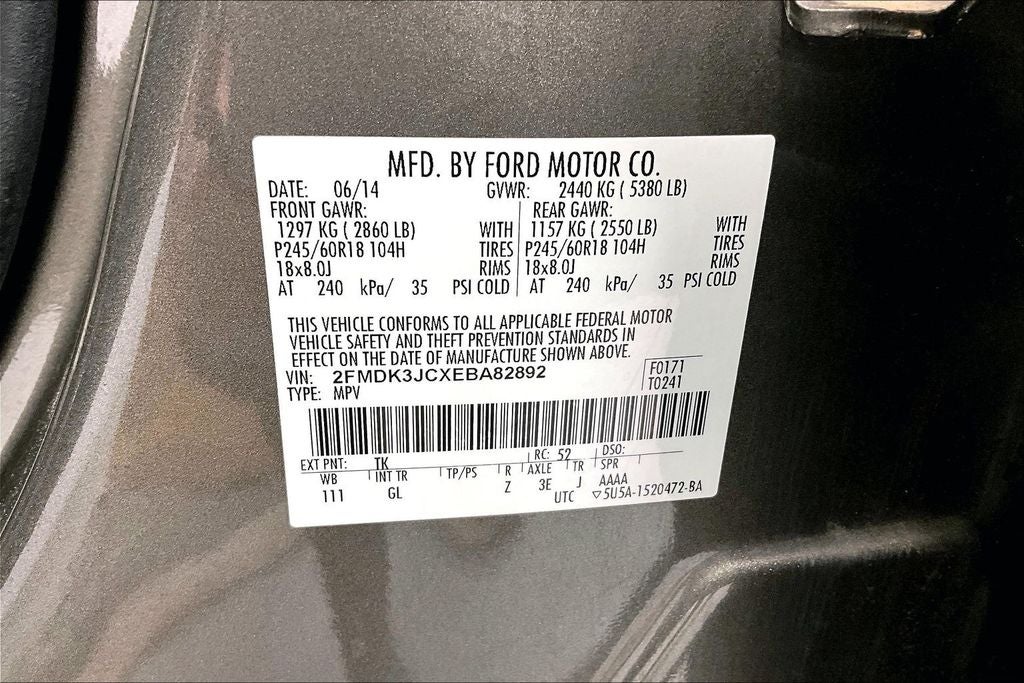 MFD. BY FORD MOTOR CO.
DATE: 06/14 GVWR: 2440 KG ( 5380 LB)
FRONT GAWR: REAR GAWR:
1297 KG ( 2860 LB) WITH 1157 KG ( 2550 LB) WITH
P245/60R18 104H TIRES P245/60R18 104H TIRES
18x8.0J RIMS 18x8.0J RIMS
AT 240 kPa/ 35 PSI COLD AT 240 kPa/ 35 PSI COLD
THIS VEHICLE CONFORMS TO ALL APPLICABLE FEDERAL MOTOR
VEHICLE SAFETY AND THEFT PREVENTION STANDARDS IN
EFFECT ON THE DATE OF MANUFACTURE SHOWN ABOVE.
VIN: 2FMDK3JCXEBA82892 F0171
TYPE: MPV T0241
EXT PNT: TK RC: 52 DSO:
WB INT TR TP/PS R AXLE TR SPR
111 GL Z 3E J AAAA
UTC ▽5U5A-1520472-BA